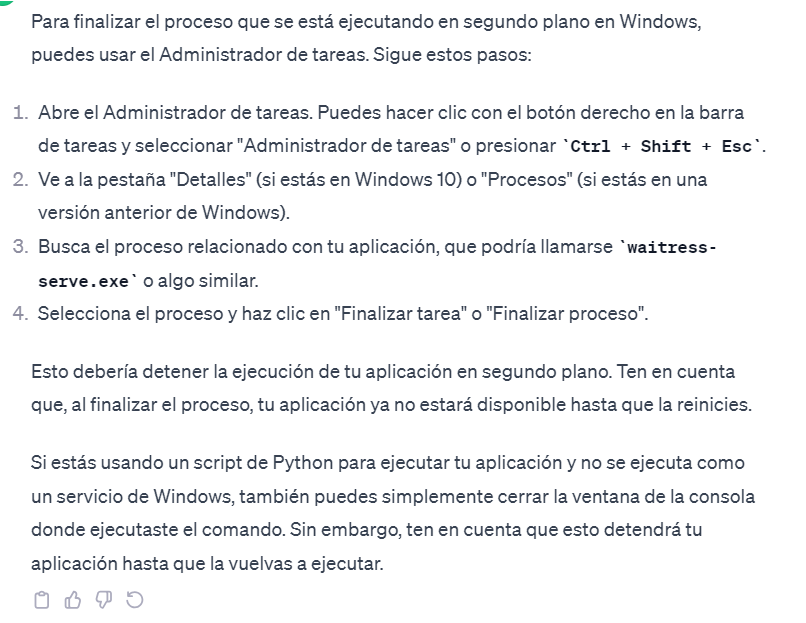 Para finalizar el proceso que se está ejecutando en segundo plano en Windows,
puedes usar el Administrador de tareas. Sigue estos pasos:
1. Abre el Administrador de tareas. Puedes hacer clic con el botón derecho en la barra
de tareas y seleccionar "Administrador de tareas" o presionar `Ctrl + Shift + Esc`.
2. Ve a la pestaña "Detalles" (si estás en Windows 10) o "Procesos" (si estás en una
versión anterior de Windows).
3. Busca el proceso relacionado con tu aplicación, que podría llamarse `waitress-
serve.exe` o algo similar.
4. Selecciona el proceso y haz clic en "Finalizar tarea" o "Finalizar proceso".
Esto debería detener la ejecución de tu aplicación en segundo plano. Ten en cuenta
que, al finalizar el proceso, tu aplicación ya no estará disponible hasta que la reinicies.
Si estás usando un script de Python para ejecutar tu aplicación y no se ejecuta como
un servicio de Windows, también puedes simplemente cerrar la ventana de la consola
donde ejecutaste el comando. Sin embargo, ten en cuenta que esto detendrá tu
aplicación hasta que la vuelvas a ejecutar.